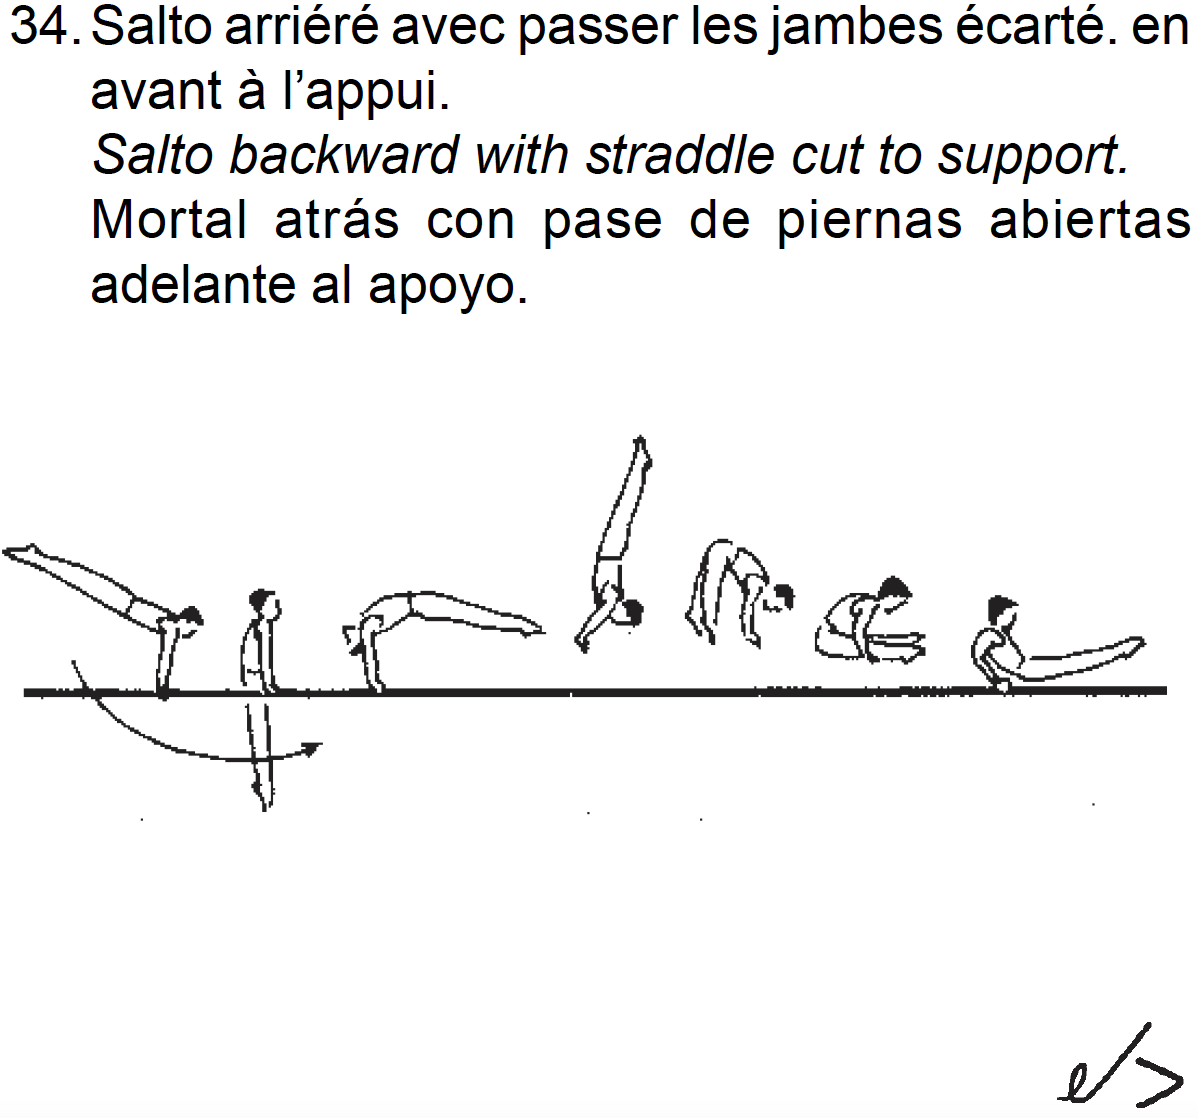 34. Salto arriéré avec passer les jambes écarté. en
avant à l’appui.
Salto backward with straddle cut to support.
Mortal atrás con pase de piernas abiertas
adelante al apoyo.